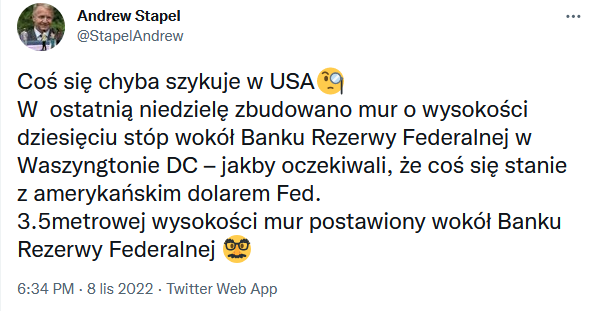 Andrew Stapel
@StapelAndrew
Coś się chyba szykuje w USA🧐
W  ostatnią niedzielę zbudowano mur o wysokości
dziesięciu stóp wokół Banku Rezerwy Federalnej w
Waszyngtonie DC – jakby oczekiwali, że coś się stanie
z amerykańskim dolarem Fed.
3.5metrowej wysokości mur postawiony wokół Banku
Rezerwy Federalnej 🥸
6:34 PM · 8 lis 2022 · Twitter Web App